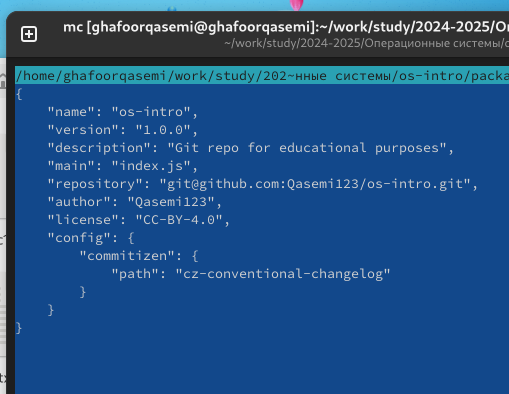 mc [ghafoorqasemi@ghafoorqasemi]:~/work/study/2024-2025/
~/work/study/2024-2025/Операционные системы/
/home/ghafoorqasemi/work/study/202~нные системы/os-intro/packa
{
    "name": "os-intro",
    "version": "1.0.0",
    "description": "Git repo for educational purposes",
    "main": "index.js",
    "repository": "git@github.com:Qasemi123/os-intro.git",
    "author": "Qasemi123",
    "license": "CC-BY-4.0",
    "config": {
        "commitizen": {
            "path": "cz-conventional-changelog"
        }
    }
}